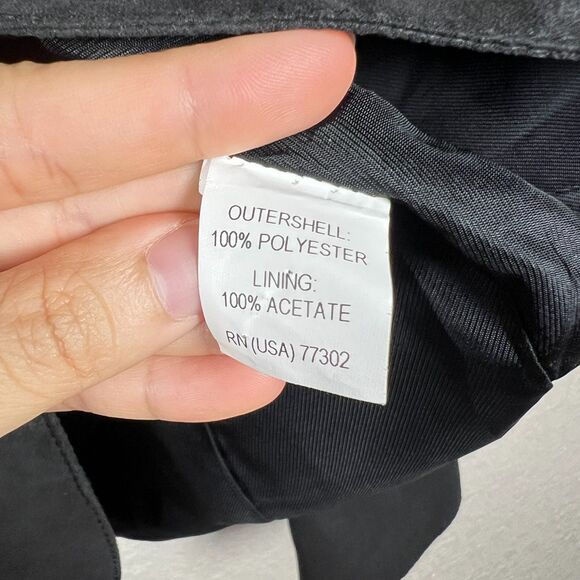 OUTERSHELL:
100% POLYESTER
LINING:
100% ACETATE
RN (USA) 77302